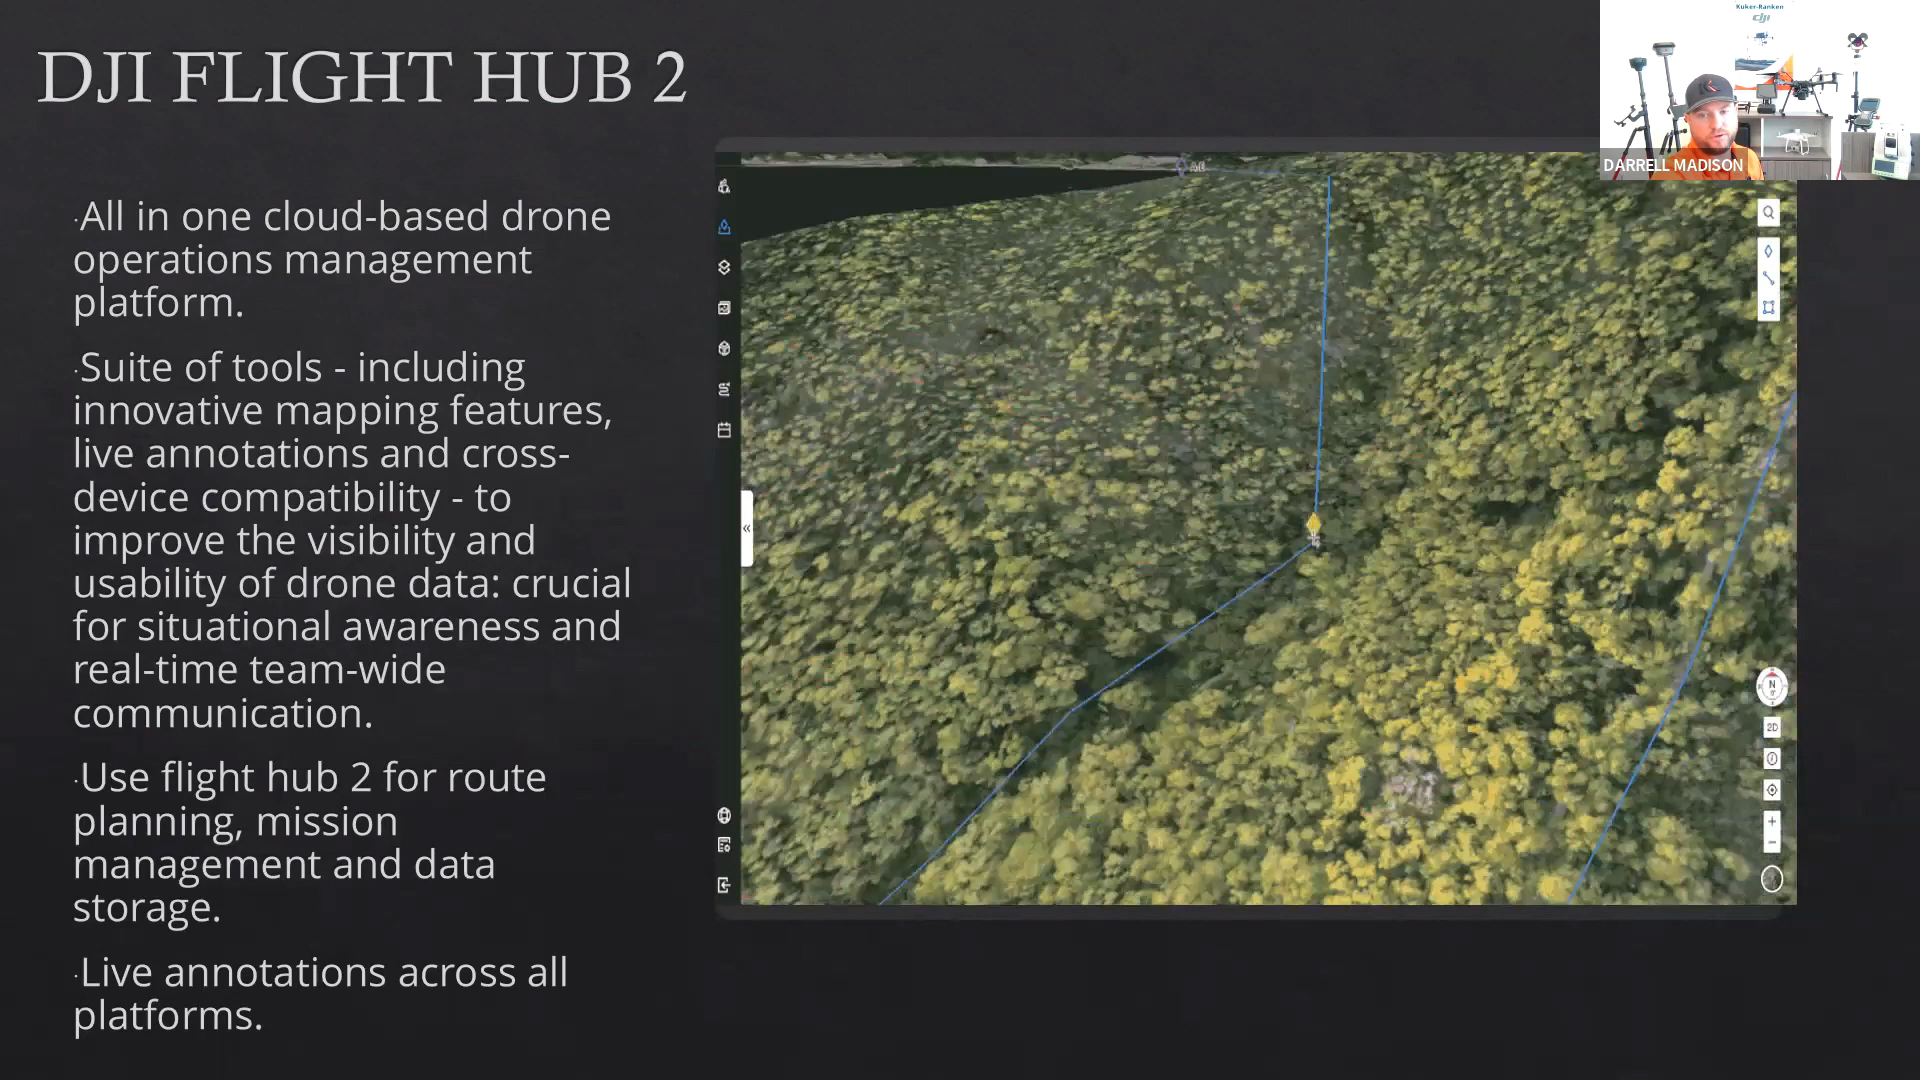 DJI FLIGHT HUB 2
Kuker-Ranken
dji
DARRELL MADISON
·All in one cloud-based drone
operations management
platform.
·Suite of tools - including
innovative mapping features,
live annotations and cross-
device compatibility - to
improve the visibility and
usability of drone data: crucial
for situational awareness and
real-time team-wide
communication.
·Use flight hub 2 for route
planning, mission
management and data
storage.
·Live annotations across all
platforms.
N
2D